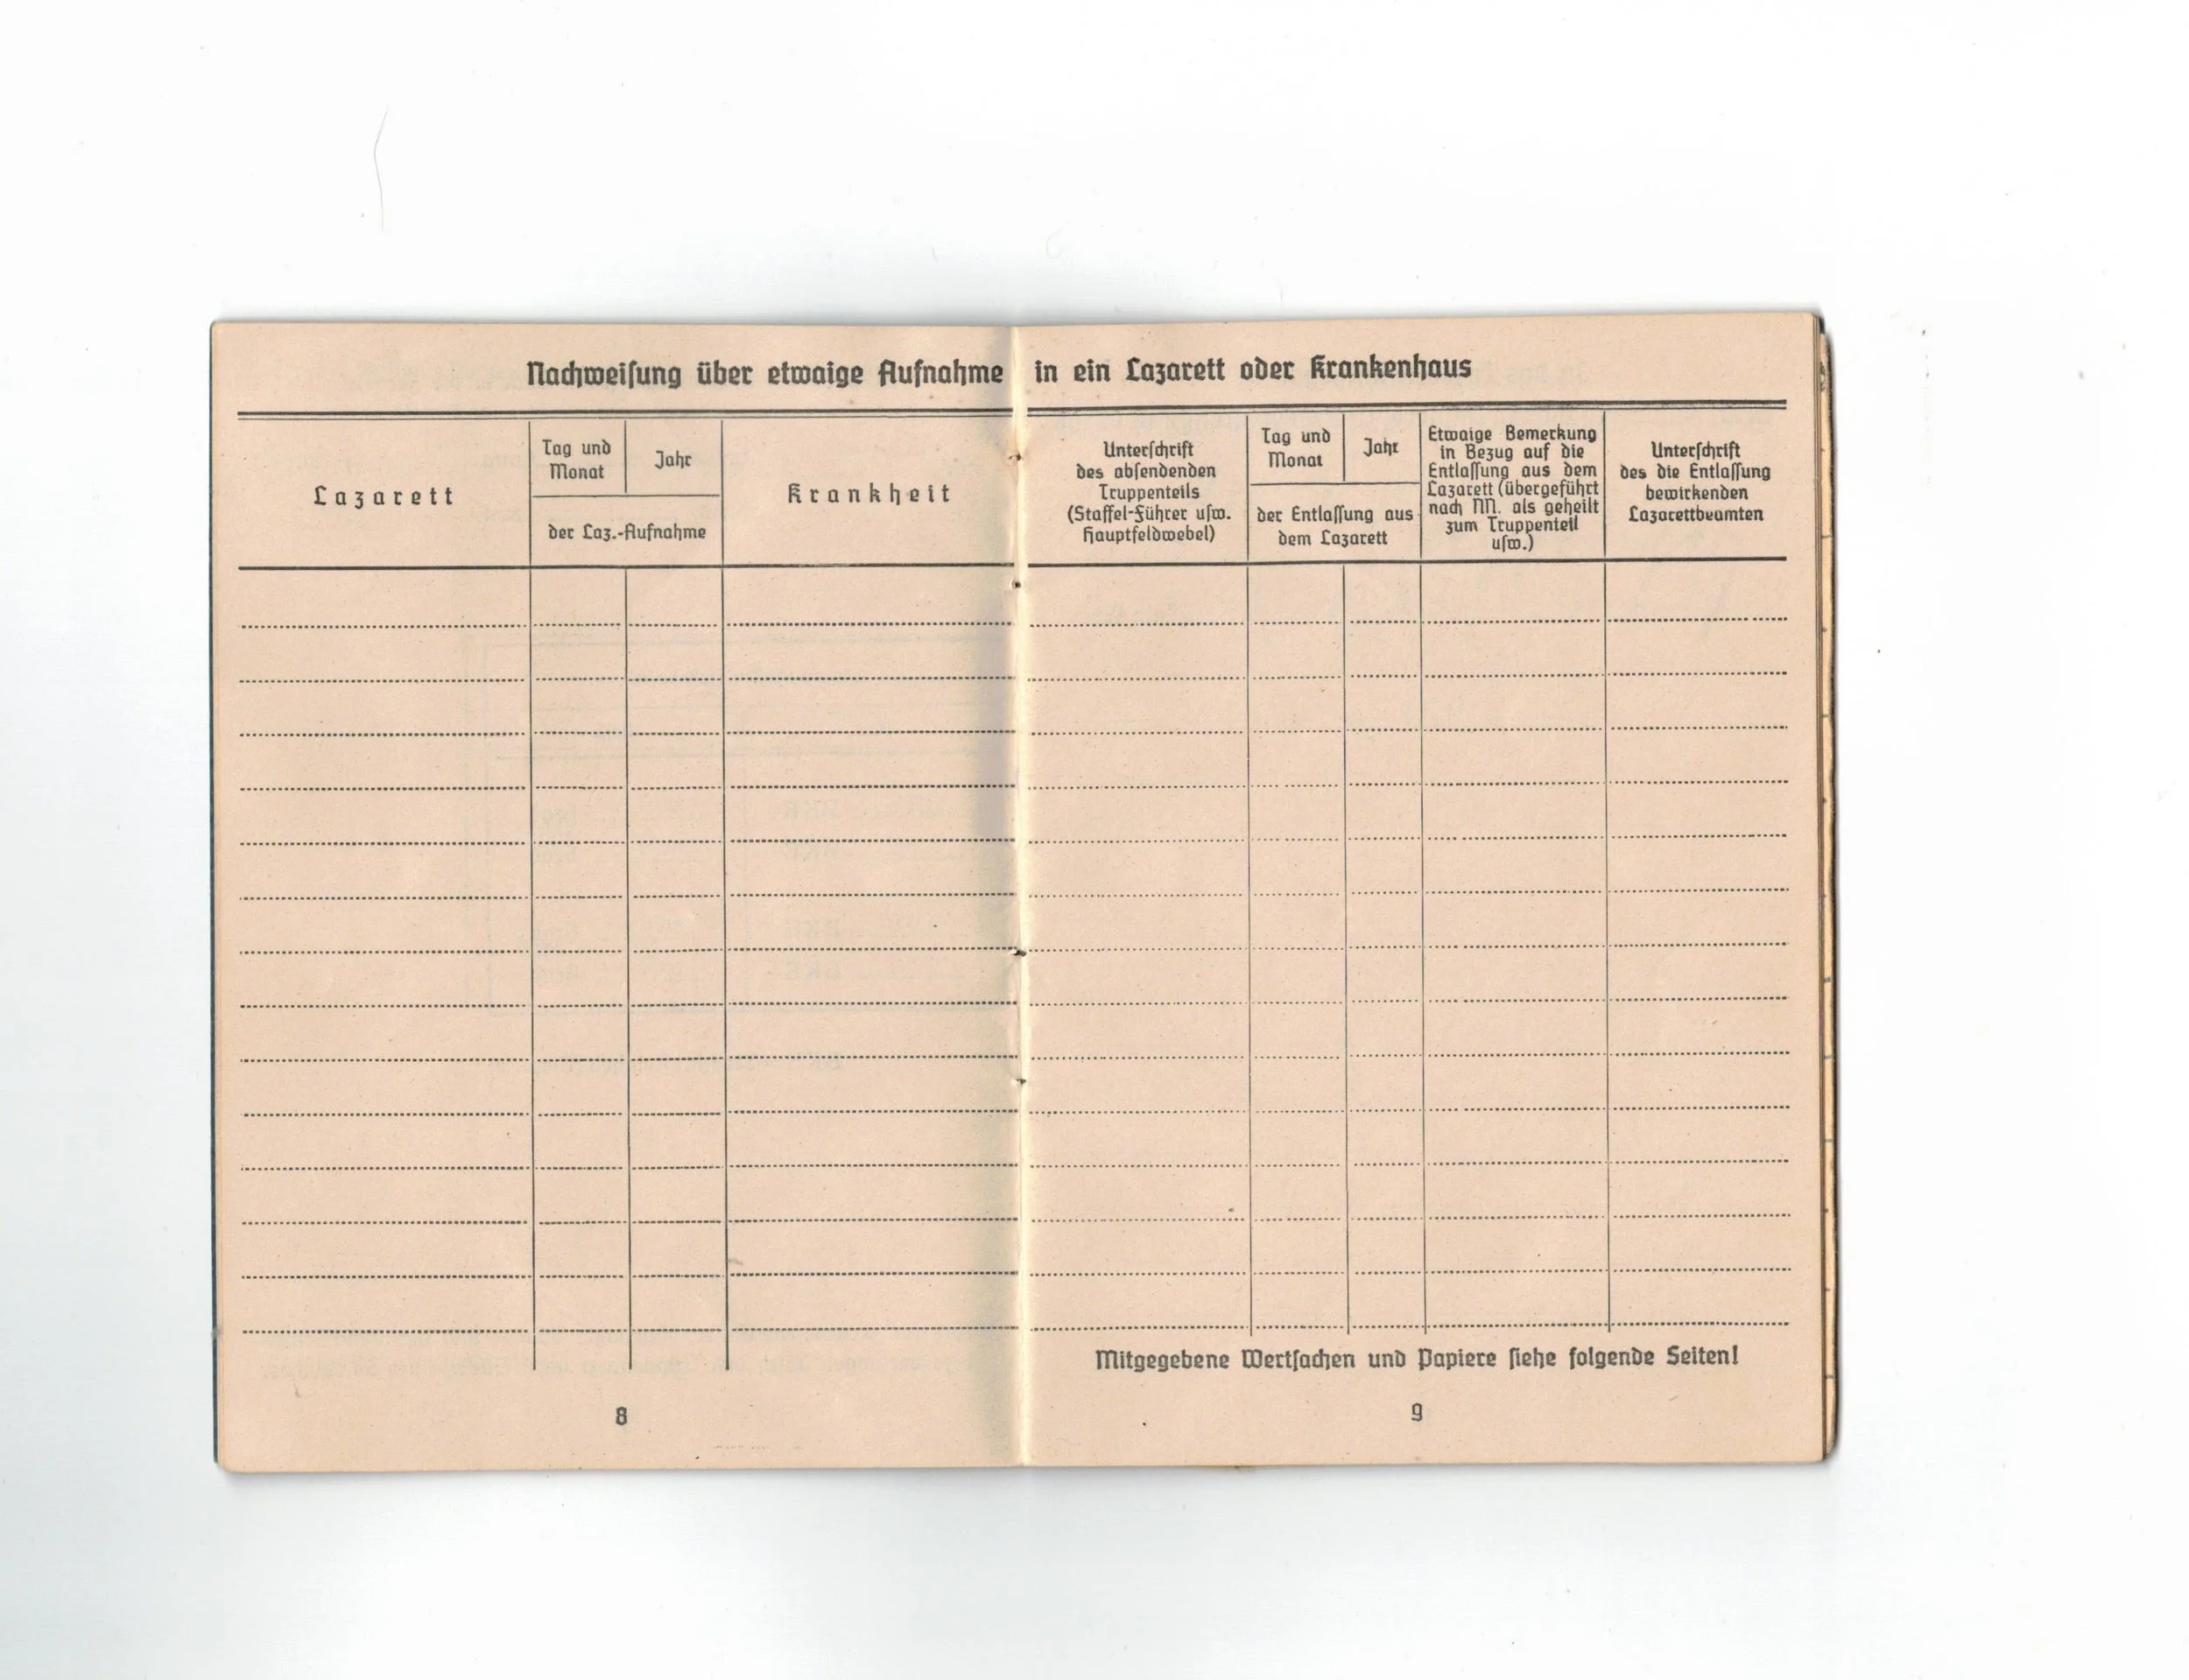 Nachweiſung über etwaige Aufnahme in ein Lazarett oder Krankenhaus
Lazarett
Tag und
Monat
Jahr
der Laz.-Aufnahme
Krankheit
Unterſchrift
des abſendenden
Truppenteils
(Staffel-Führer uſw.
Hauptfeldwebel)
Tag und
Monat
Jahr
der Entlaſſung aus
dem Lazarett
Etwaige Bemerkung
in Bezug auf die
Entlaſſung aus dem
Lazarett (übergeführt
nach NN. als geheilt
zum Truppenteil
uſw.)
Unterſchrift
des die Entlaſſung
bewirkenden
Lazarettbeamten
Mitgegebene Wertſachen und Papiere ſiehe folgende Seiten!
8
9